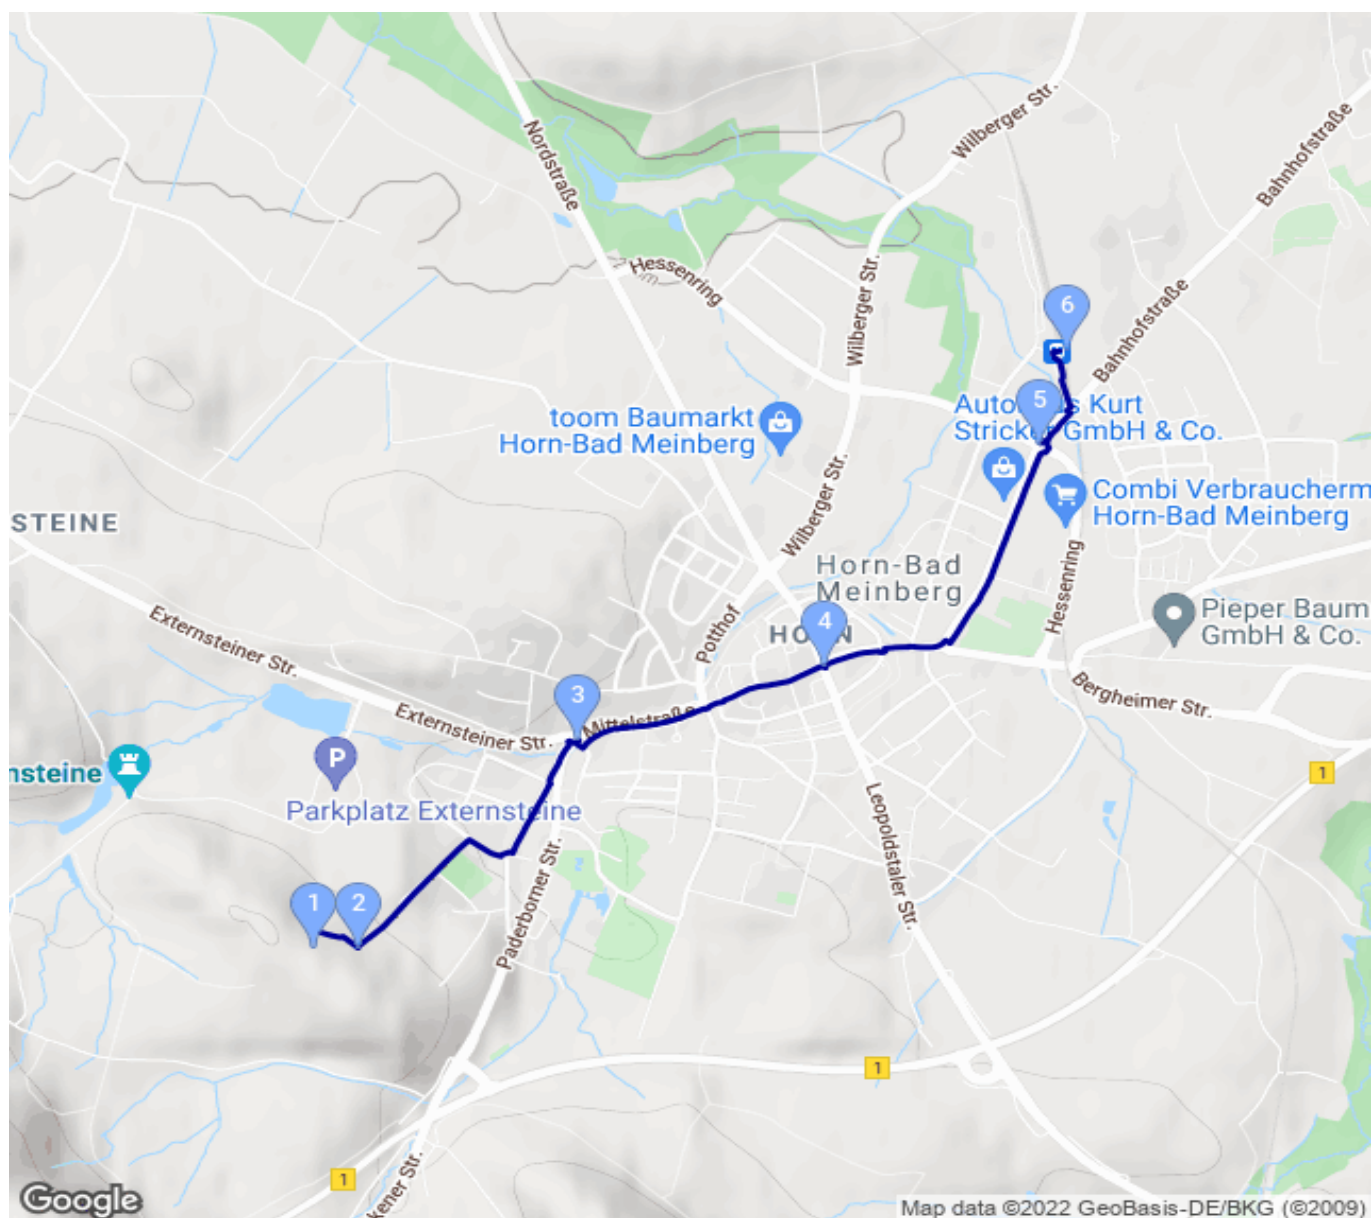 Nordstraße
Wilberger Str.
Bahnhofstraße
Hessenring
Wilberger Str.
6
Bahnhofstraße
toom Baumarkt
Horn-Bad Meinberg
5
Kurt
GmbH & Co.
Combi Verbraucherm
Horn-Bad Meinberg
STEINE
Wilberger Str.
Horn-Bad
Meinberg
Hessenring
Pieper Baum
GmbH & Co.
Externsteiner Str.
Potthof
4
Bergheimer Str.
3
Externsteiner Str.
Mittelstraße
P
nsteine
1
Parkplatz Externsteine
Leopoldstaler Str.
Paderborner Str.
1
2
1
1
kener Str.
Google
Map data ©2022 GeoBasis-DE/BKG (©2009)